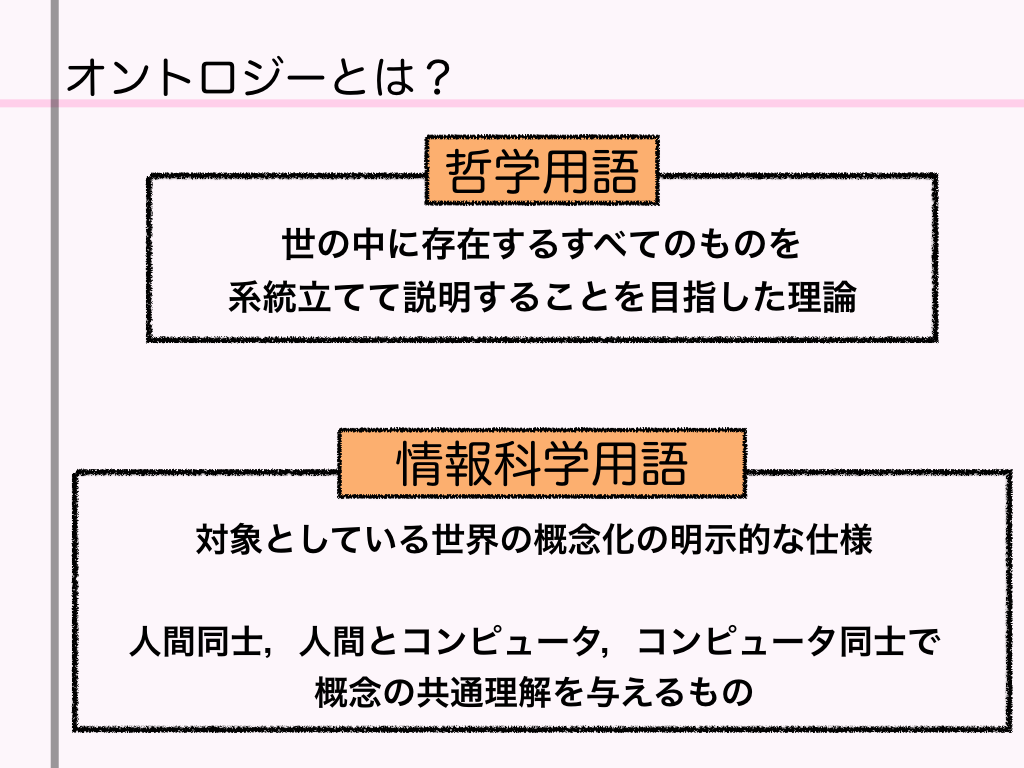 オントロジーとは？
哲学用語
世の中に存在するすべてのものを
系統立てて説明することを目指した理論
情報科学用語
対象としている世界の概念化の明示的な仕様
人間同士，人間とコンピュータ，コンピュータ同士で
概念の共通理解を与えるもの